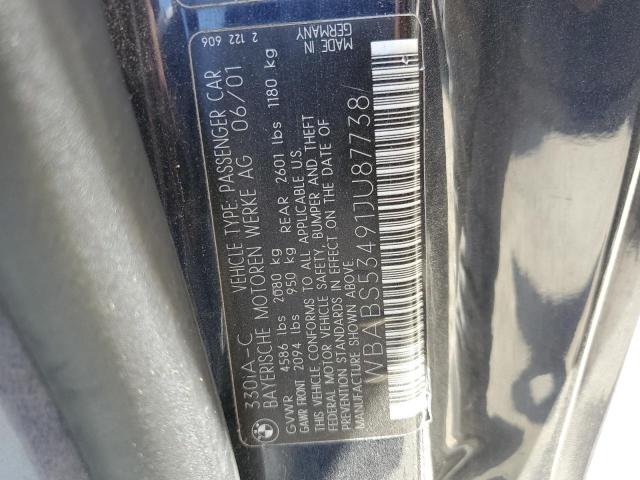 330iA-C VEHICLE TYPE: PASSENGER CAR 2 122 606
BAYERISCHE MOTOREN WERKE AG 06/01
GVWR 4586 lbs 2080 kg
GAWR FRONT 2094 lbs 950 kg REAR 2601 lbs 1180 kg
THIS VEHICLE CONFORMS TO ALL APPLICABLE U.S.
FEDERAL MOTOR VEHICLE SAFETY, BUMPER AND THEFT
PREVENTION STANDARDS IN EFFECT ON THE DATE OF
MANUFACTURE SHOWN ABOVE.
MADE IN
GERMANY
WBABS53491JU87738